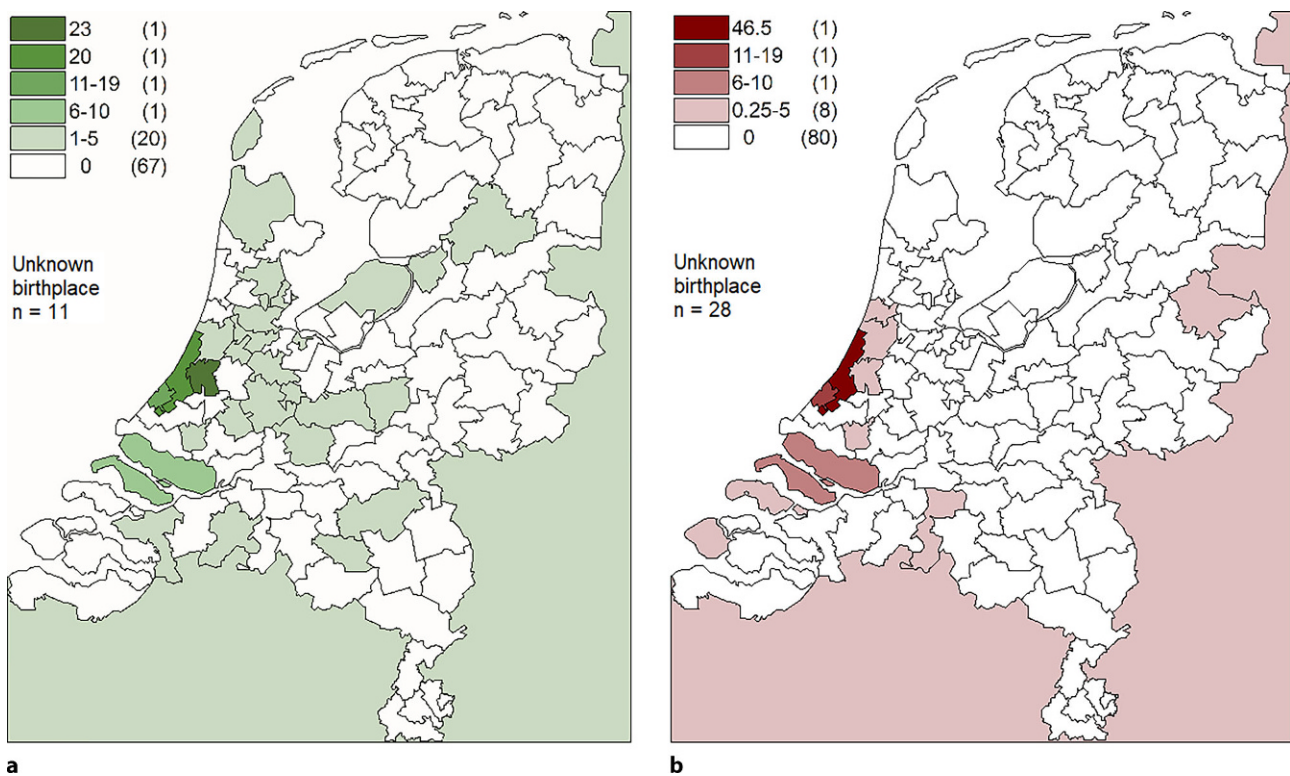 23 (1)
20 (1)
11-19 (1)
6-10 (1)
1-5 (20)
0 (67)
Unknown
birthplace
n = 11
a
46.5 (1)
11-19 (1)
6-10 (1)
0.25-5 (8)
0 (80)
Unknown
birthplace
n = 28
b